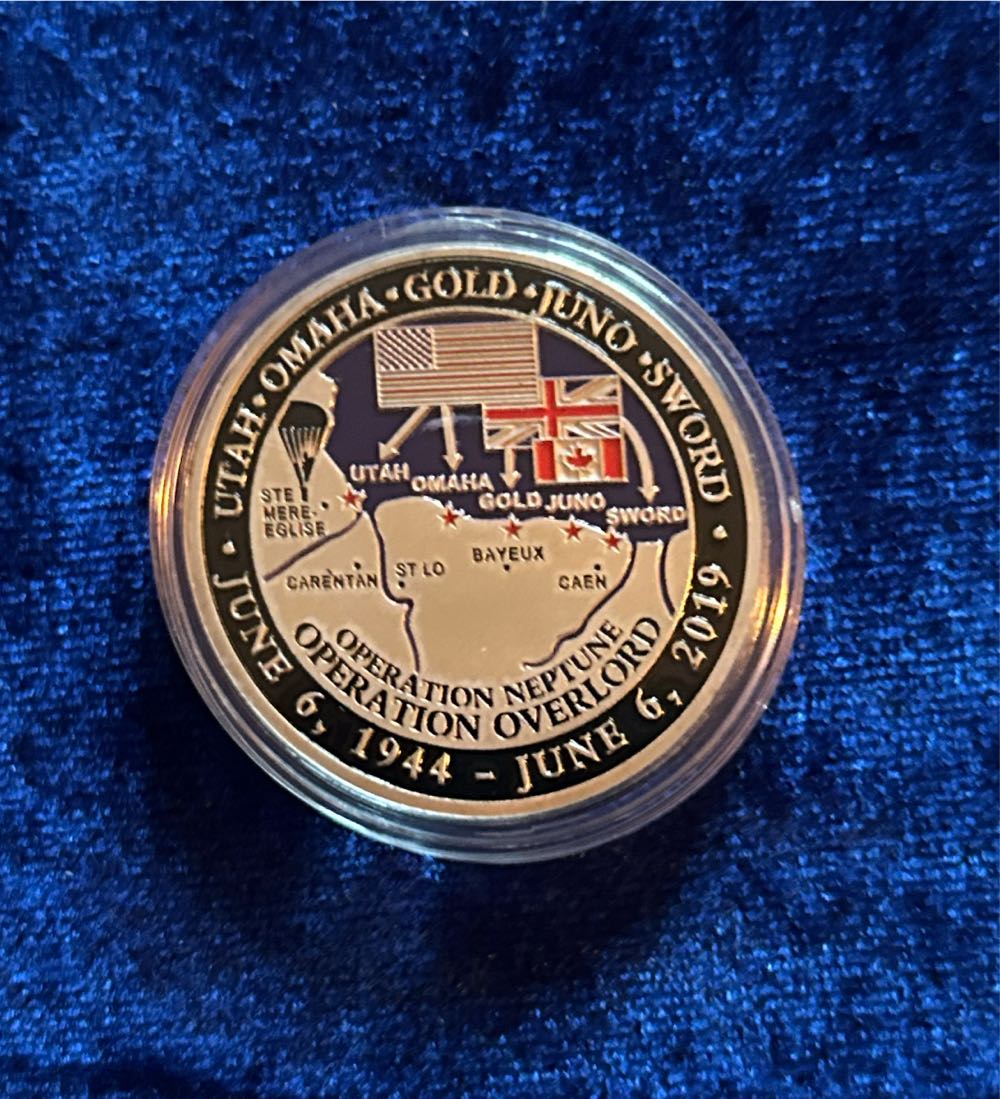 UTAH • OMAHA • GOLD • JUNO • SWORD
UTAH
OMAHA
GOLD
JUNO
SWORD
STE
MERE-
EGLISE
BAYEUX
CARENTAN
ST LO
CAEN
OPERATION NEPTUNE
OPERATION OVERLORD
• JUNE 6, 1944 - JUNE 6, 2019 •